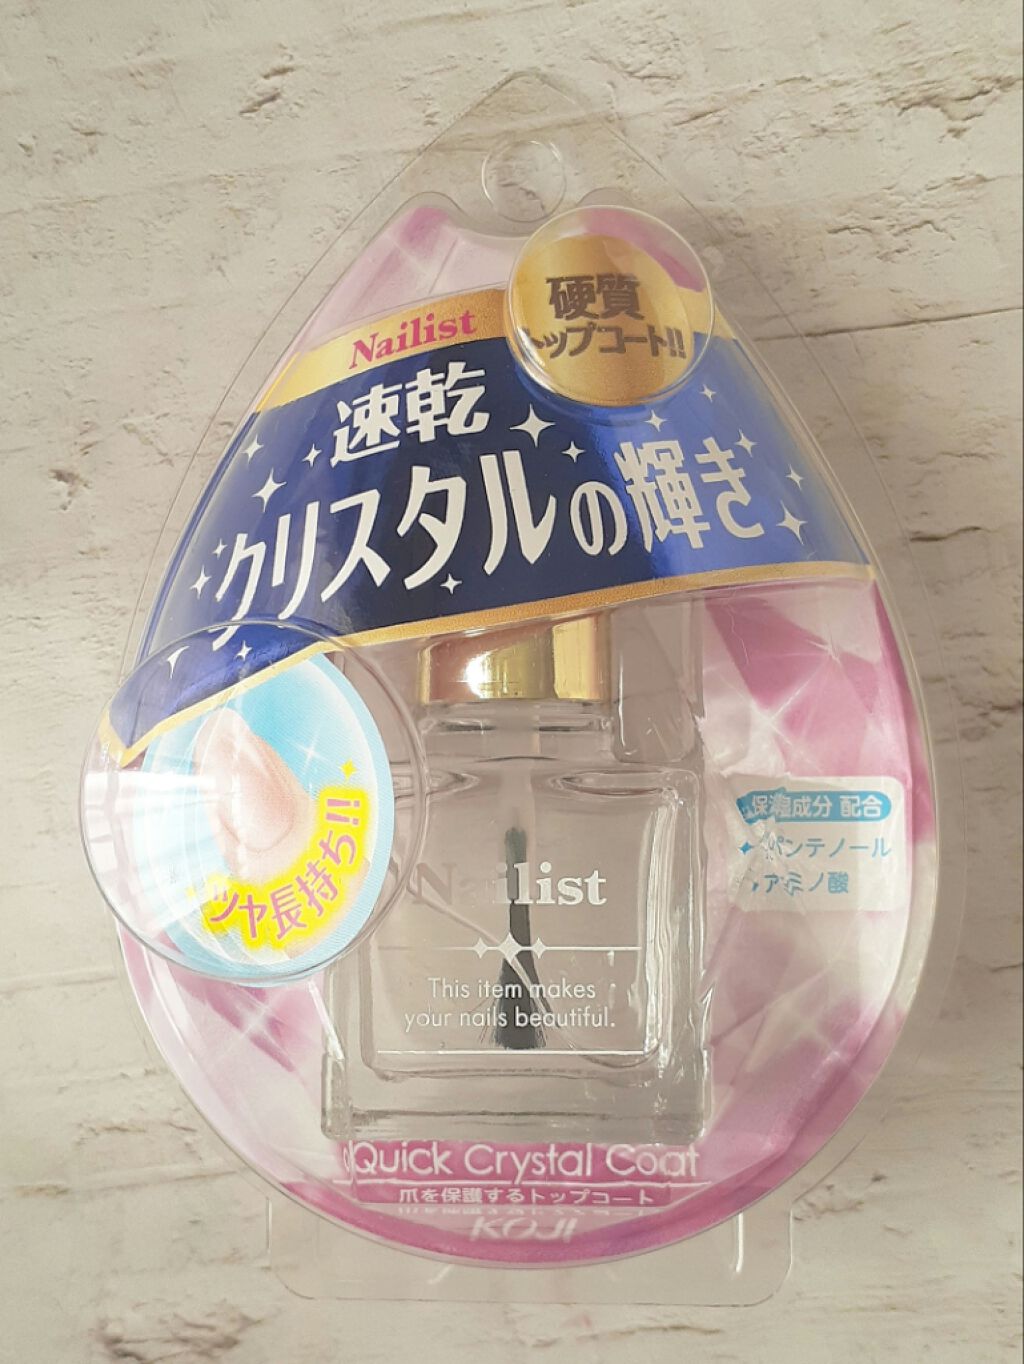 硬質
トップコート!!
Nailist
速乾
クリスタルの輝き
ツヤ長持ち!!
保湿成分 配合
パンテノール
アミノ酸
Nailist
This item makes
your nails beautiful.
Quick Crystal Coat
爪を保護するトップコート
KOJI